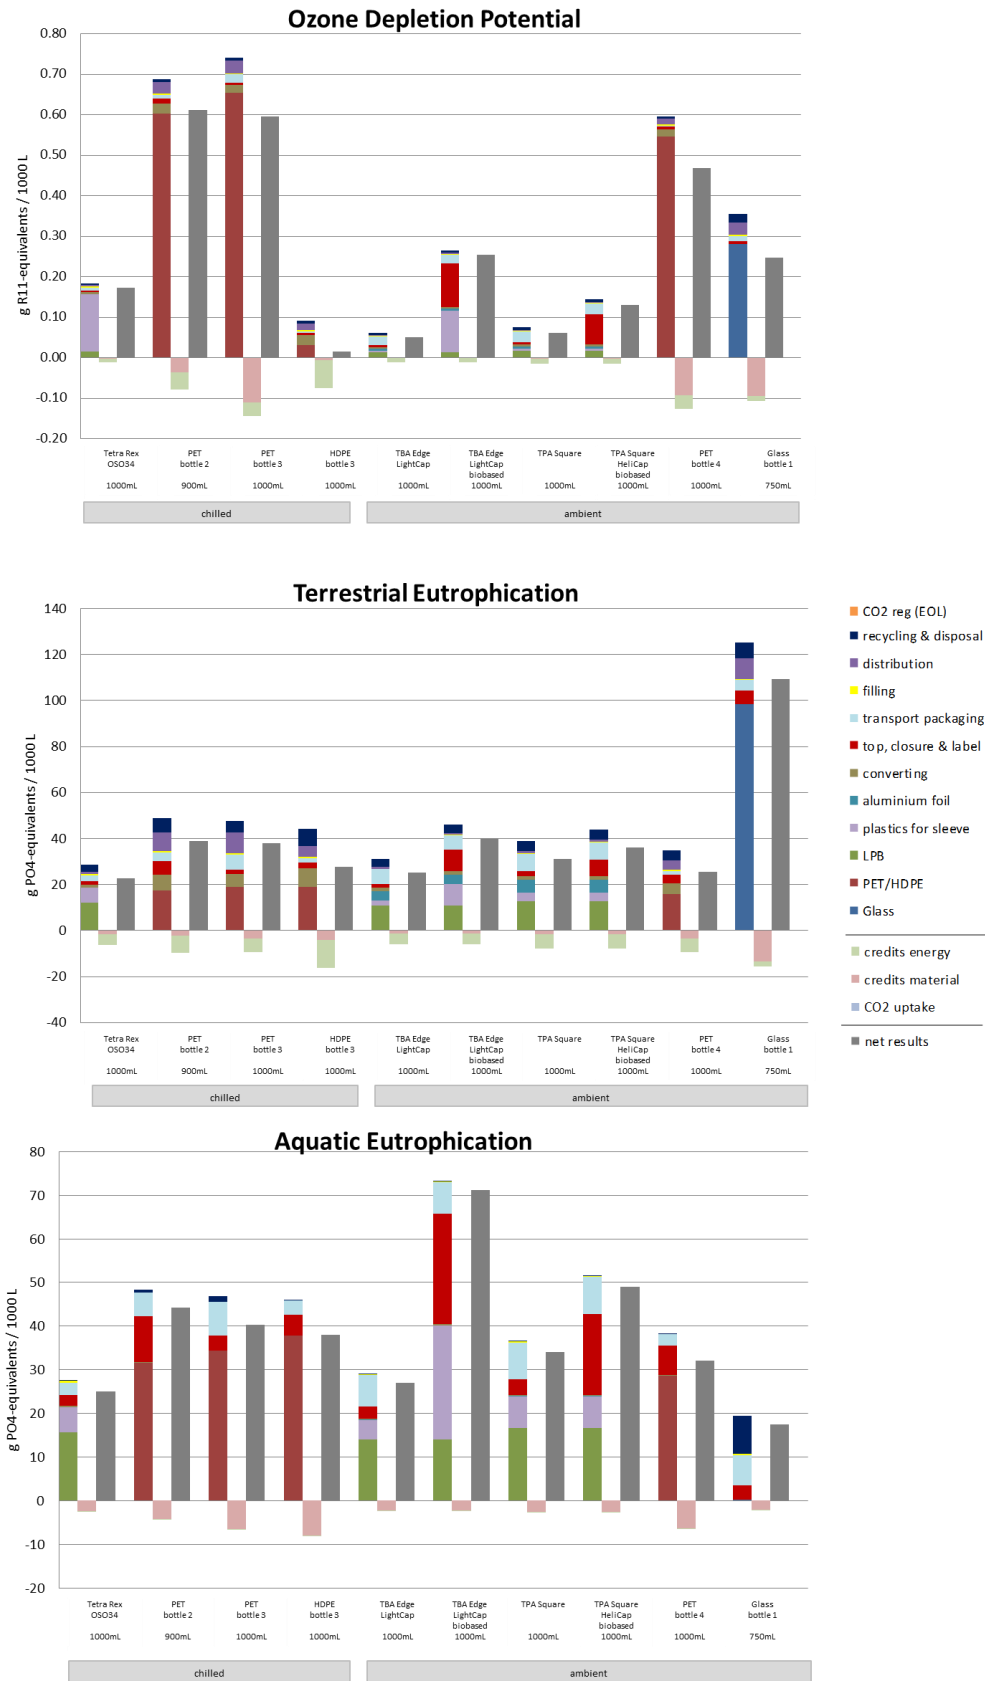 Ozone Depletion Potential
g R11-equivalents / 1000 L
0.80
0.70
0.60
0.50
0.40
0.30
0.20
0.10
0.00
-0.10
-0.20
Tetra Rex PET PET HDPE TBA Edge TBA Edge TPA Square TPA Square PET Glass
OSO34 bottle 2 bottle 3 bottle 3 LightCap LightCap HeliCap bottle 4 bottle 1
biobased biobased
1000mL 900mL 1000mL 1000mL 1000mL 1000mL 1000mL 1000mL 1000mL 750mL
chilled ambient
Terrestrial Eutrophication
g PO4-equivalents / 1000 L
140
120
100
80
60
40
20
0
-20
-40
Tetra Rex PET PET HDPE TBA Edge TBA Edge TPA Square TPA Square PET Glass
OSO34 bottle 2 bottle 3 bottle 3 LightCap LightCap HeliCap bottle 4 bottle 1
biobased biobased
1000mL 900mL 1000mL 1000mL 1000mL 1000mL 1000mL 1000mL 1000mL 750mL
chilled ambient
CO2 reg (EOL)
recycling & disposal
distribution
filling
transport packaging
top, closure & label
converting
aluminium foil
plastics for sleeve
LPB
PET/HDPE
Glass
credits energy
credits material
CO2 uptake
net results
Aquatic Eutrophication
g PO4-equivalents / 1000 L
80
70
60
50
40
30
20
10
0
-10
-20
Tetra Rex PET PET HDPE TBA Edge TBA Edge TPA Square TPA Square PET Glass
OSO34 bottle 2 bottle 3 bottle 3 LightCap LightCap HeliCap bottle 4 bottle 1
biobased biobased
1000mL 900mL 1000mL 1000mL 1000mL 1000mL 1000mL 1000mL 1000mL 750mL
chilled ambient